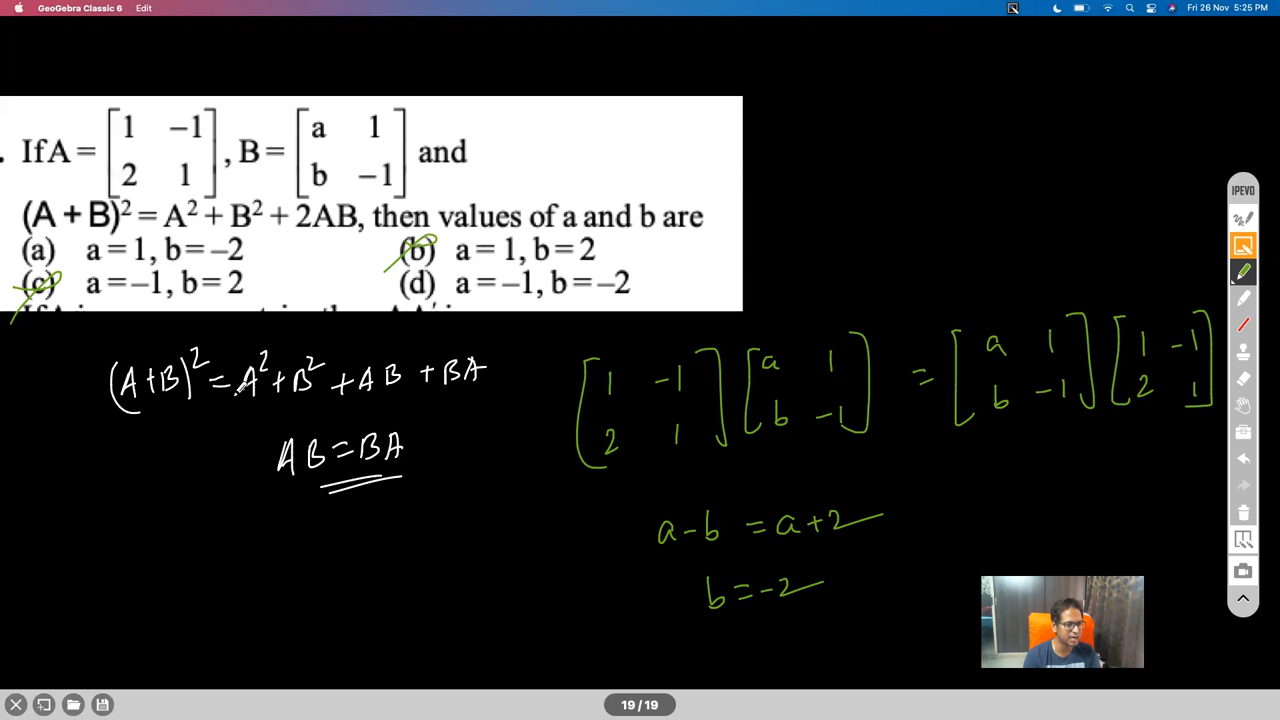 GeoGebra Classic 6 Edit Fri 26 Nov 5:25 PM
. If A = [1 −1; 2 1], B = [a 1; b −1] and
(A + B)² = A² + B² + 2AB, then values of a and b are
(a) a = 1, b = −2 (b) a = 1, b = 2
(c) a = −1, b = 2 (d) a = −1, b = −2
(A+B)² = A² + B² + AB + BA
AB = BA
[1 -1; 2 1] [a 1; b -1] = [a 1; b -1] [1 -1; 2 1]
a - b = a + 2
b = -2
IPEVO
19 / 19